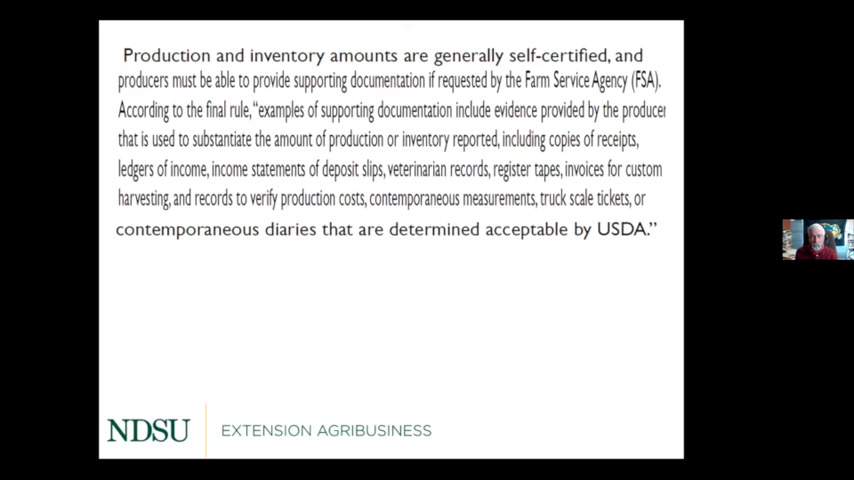 Production and inventory amounts are generally self-certified, and
producers must be able to provide supporting documentation if requested by the Farm Service Agency (FSA).
According to the final rule, “examples of supporting documentation include evidence provided by the producer
that is used to substantiate the amount of production or inventory reported, including copies of receipts,
ledgers of income, income statements of deposit slips, veterinarian records, register tapes, invoices for custom
harvesting, and records to verify production costs, contemporaneous measurements, truck scale tickets, or
contemporaneous diaries that are determined acceptable by USDA.”
NDSU EXTENSION AGRIBUSINESS